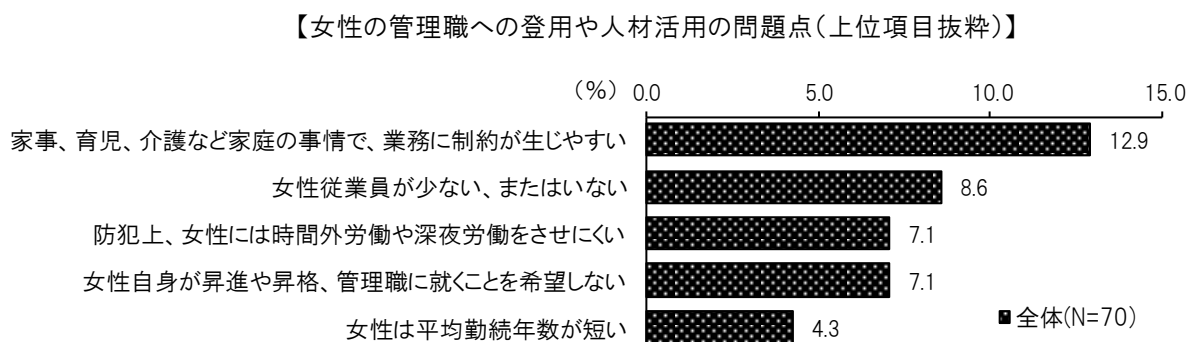 【女性の管理職への登用や人材活用の問題点（上位項目抜粋）】
（%） 0.0 5.0 10.0 15.0
家事、育児、介護など家庭の事情で、業務に制約が生じやすい 12.9
女性従業員が少ない、またはいない 8.6
防犯上、女性には時間外労働や深夜労働をさせにくい 7.1
女性自身が昇進や昇格、管理職に就くことを希望しない 7.1
女性は平均勤続年数が短い 4.3
全体(N=70)